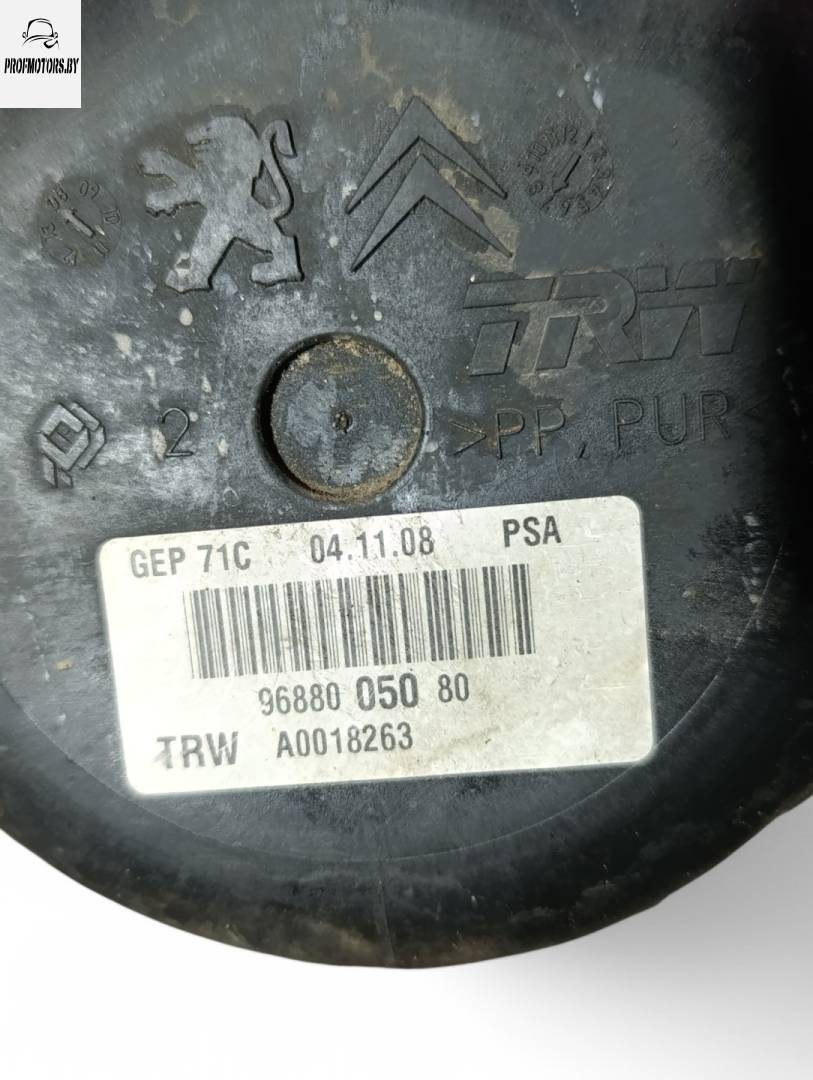 PROFMOTORS.BY
TRW
2
>PP, PUR<
GEP 71C 04.11.08 PSA
96880 050 80
TRW A0018263